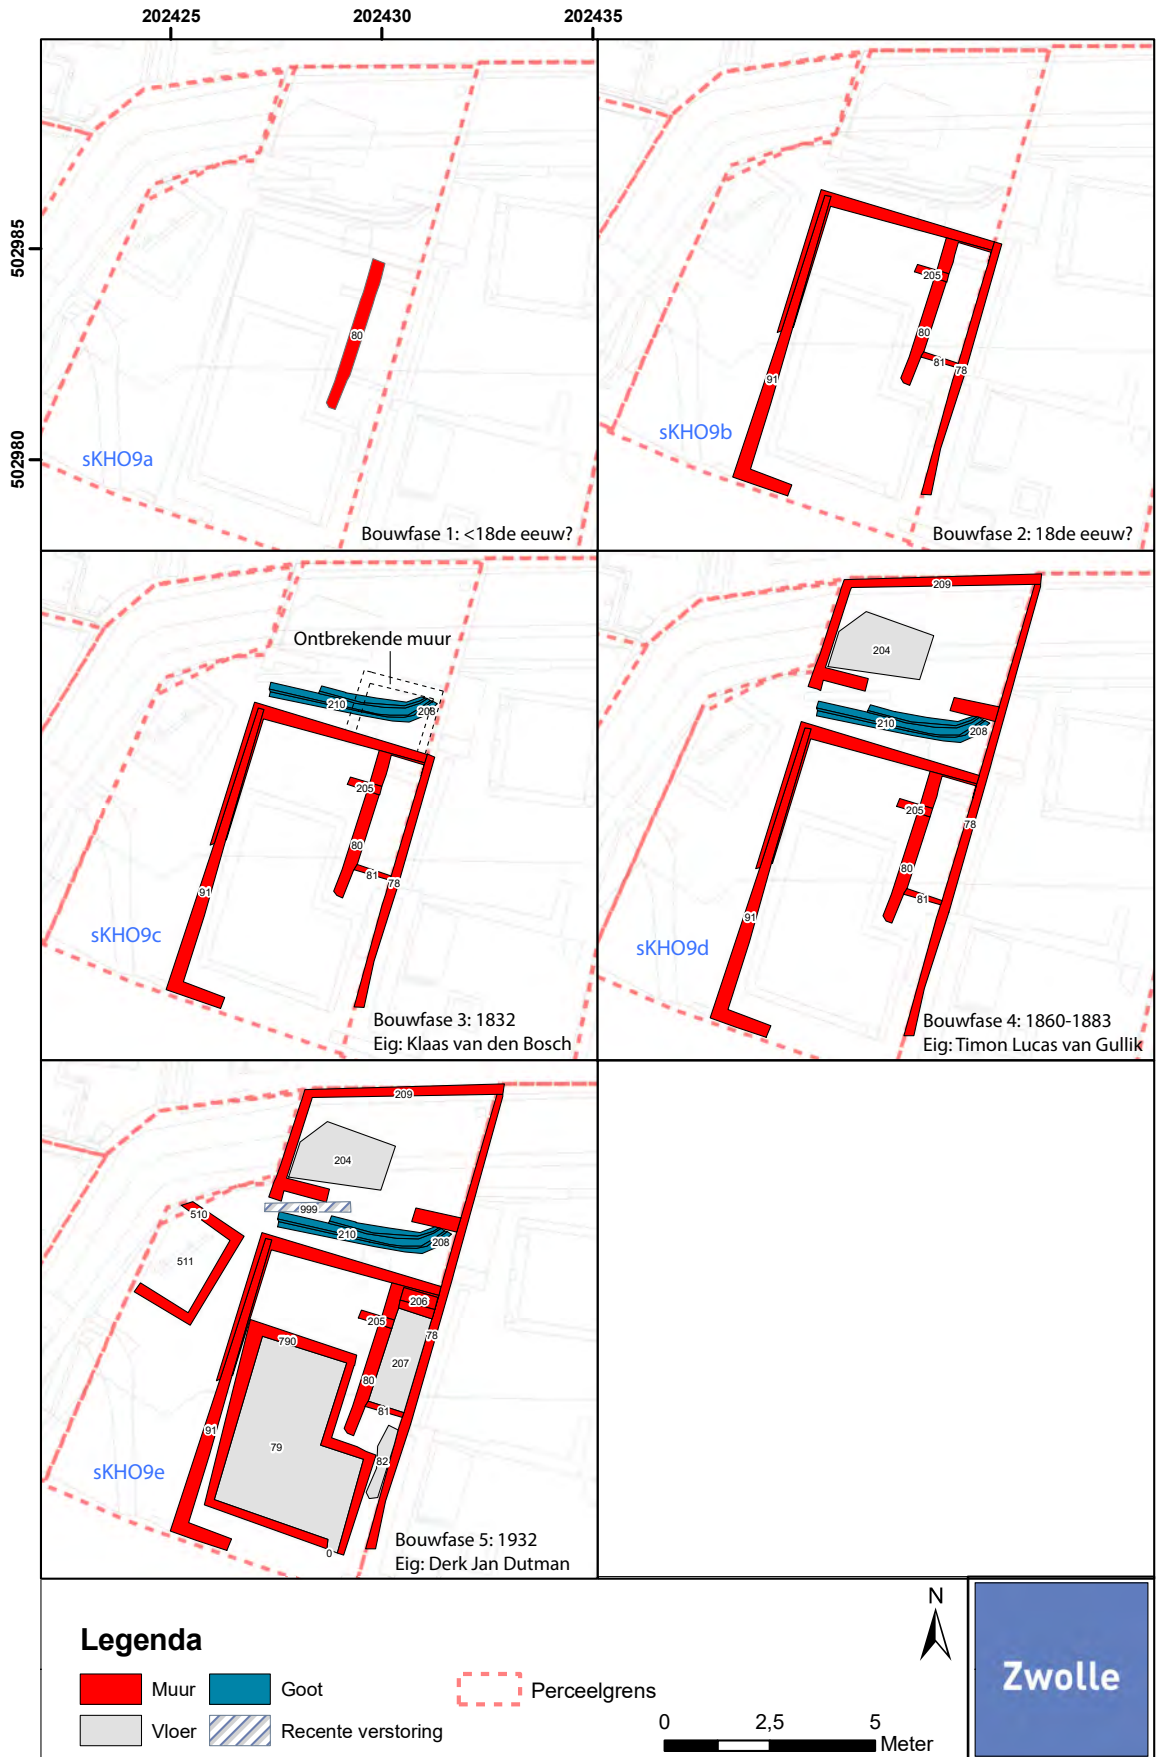 202425 202430 202435
502985
502980
80
sKHO9a
Bouwfase 1: <18de eeuw?
205
80
81
78
91
sKHO9b
Bouwfase 2: 18de eeuw?
Ontbrekende muur
210
208
205
80
81
78
91
sKHO9c
Bouwfase 3: 1832
Eig: Klaas van den Bosch
209
204
210
208
205
78
80
81
91
sKHO9d
Bouwfase 4: 1860-1883
Eig: Timon Lucas van Gullik
209
204
999
510
210
208
511
206
205
78
790
207
80
81
91
79
82
sKHO9e
0
Bouwfase 5: 1932
Eig: Derk Jan Dutman
Legenda
Muur
Goot
Perceelgrens
Vloer
Recente verstoring
N
0 2,5 5
Meter
Zwolle